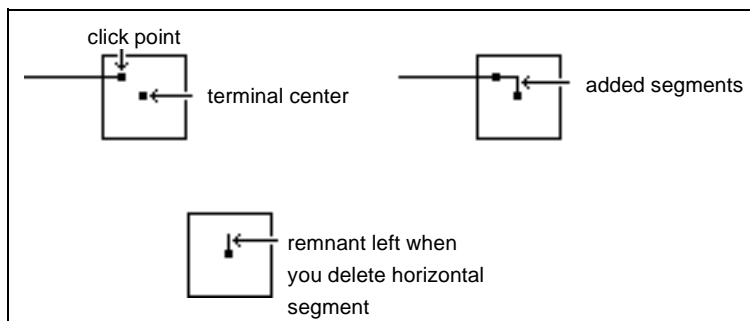 click point
terminal center
added segments
remnant left when
you delete horizontal
segment